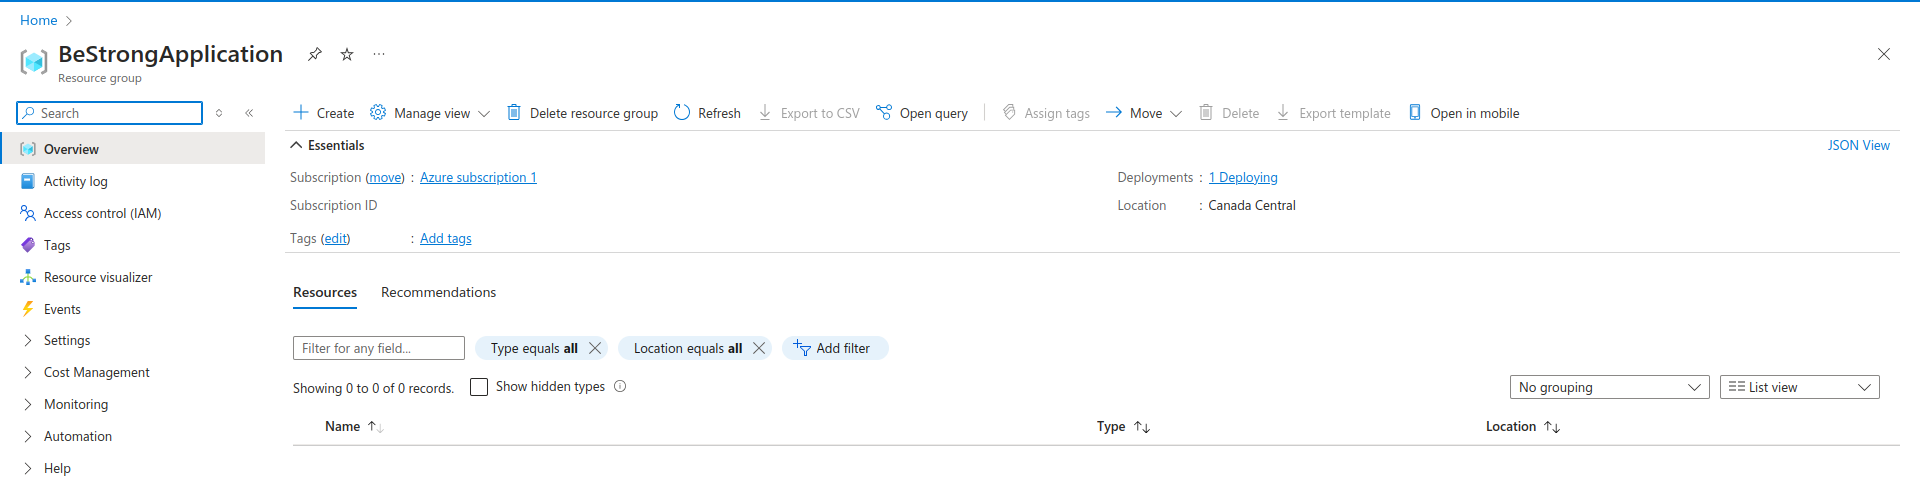 Home
BeStrongApplication
Resource group
Search
Create Manage view Delete resource group Refresh Export to CSV Open query Assign tags Move Delete Export template Open in mobile
Overview
Activity log
Access control (IAM)
Tags
Resource visualizer
Events
Settings
Cost Management
Monitoring
Automation
Help
Essentials JSON View
Subscription (move) : Azure subscription 1 Deployments : 1 Deploying
Subscription ID Location : Canada Central
Tags (edit) : Add tags
Resources Recommendations
Filter for any field... Type equals all Location equals all Add filter
Showing 0 to 0 of 0 records. Show hidden types No grouping List view
Name Type Location